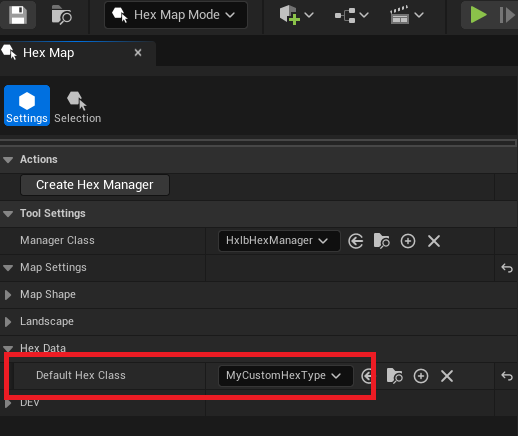 Hex Map Mode
Hex Map
Settings
Selection
Actions
Create Hex Manager
Tool Settings
Manager Class HxlbHexManager
Map Settings
Map Shape
Landscape
Hex Data
Default Hex Class MyCustomHexType
DEV